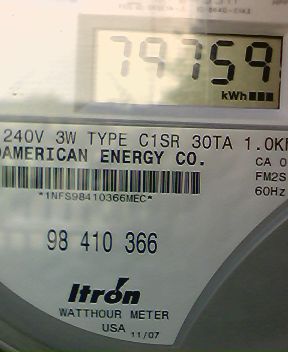 79759
kWh
240V 3W TYPE C1SR 30TA 1.0K
AMERICAN ENERGY CO.
CA 0
FM2S
60Hz
*1NFS98410366MEC*
98 410 366
Itron
WATTHOUR METER
USA 11/07